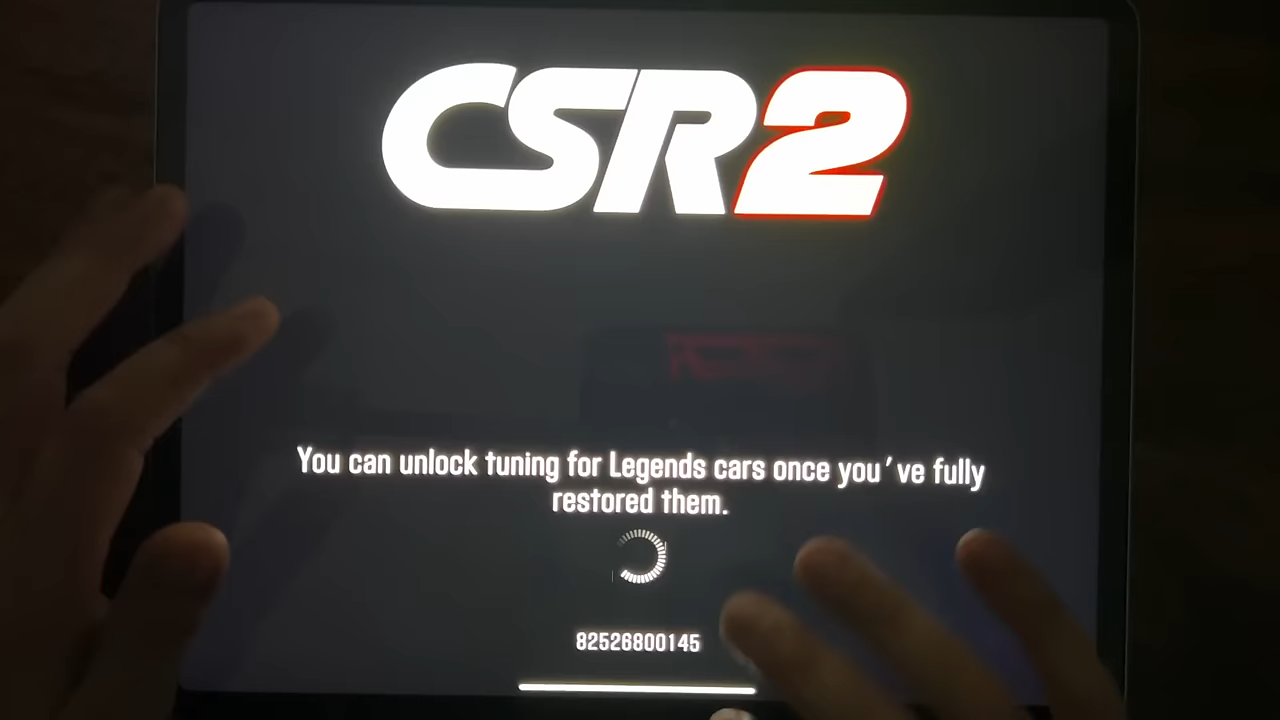 CSR2
You can unlock tuning for Legends cars once you've fully
restored them.
82526800145